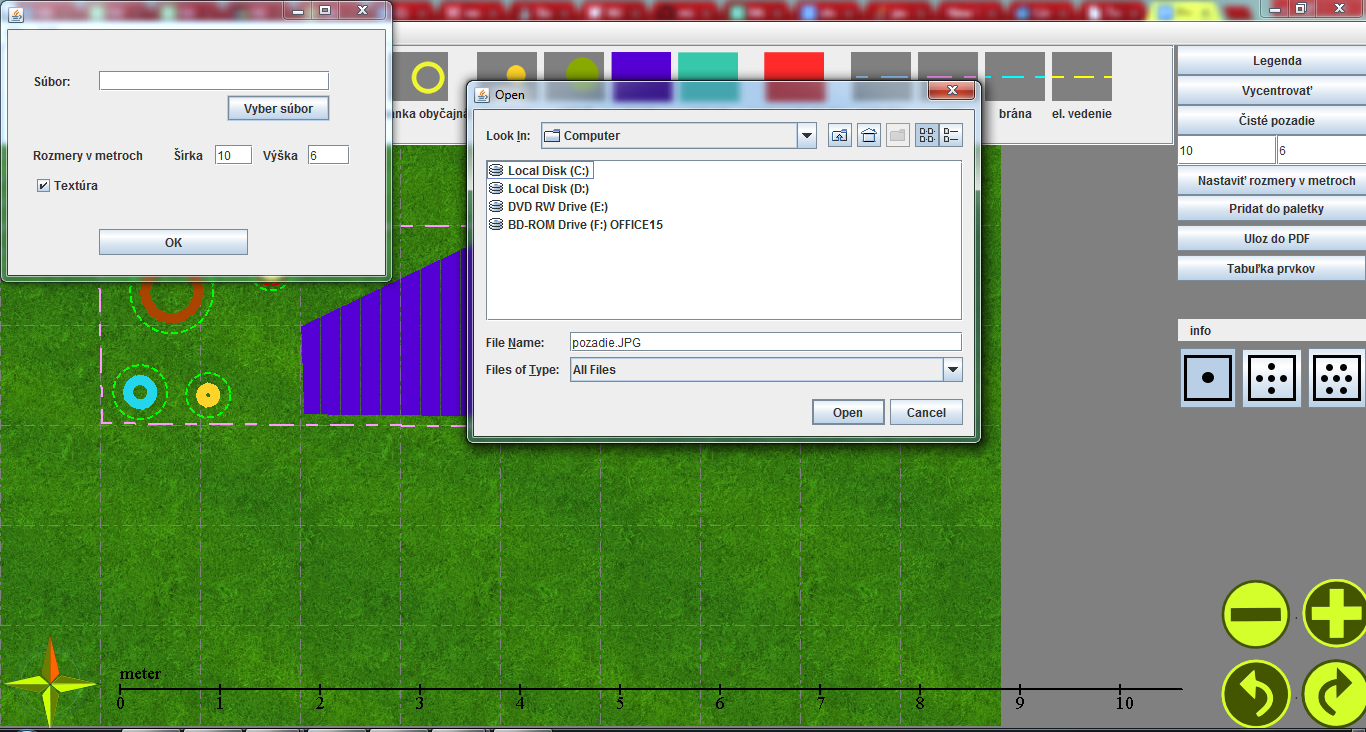 Súbor:
Vyber súbor
Rozmery v metroch Šírka 10 Výška 6
Textúra
OK
obyčajná
brána
el. vedenie
Open
Look In: Computer
Local Disk (C:)
Local Disk (D:)
DVD RW Drive (E:)
BD-ROM Drive (F:) OFFICE15
File Name: pozadie.JPG
Files of Type: All Files
Open Cancel
Legenda
Vycentrovať
Čisté pozadie
10 6
Nastaviť rozmery v metroch
Pridat do paletky
Uloz do PDF
Tabuľka prvkov
info
meter
0 1 2 3 4 5 6 7 8 9 10